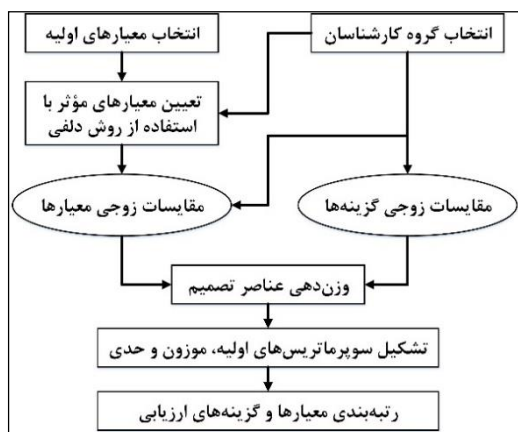 انتخاب گروه کارشناسان
انتخاب معیارهای اولیه
تعیین معیارهای مؤثر با
استفاده از روش دلفی
مقایسات زوجی گزینه‌ها
مقایسات زوجی معیارها
وزن‌دهی عناصر تصمیم
تشکیل سوپرماتریس‌های اولیه، موزون و حدی
رتبه‌بندی معیارها و گزینه‌های ارزیابی